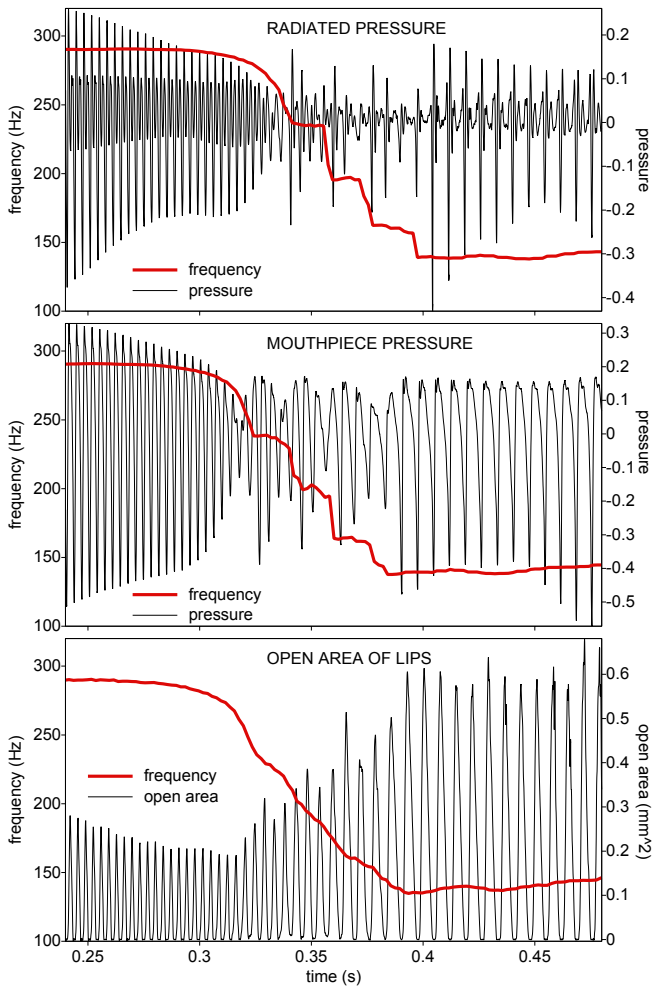 RADIATED PRESSURE
300
250
200
150
100
frequency (Hz)
0.2
0.1
0
-0.1
-0.2
-0.3
-0.4
pressure
frequency
pressure
MOUTHPIECE PRESSURE
300
250
200
150
100
frequency (Hz)
0.3
0.2
0.1
0
-0.1
-0.2
-0.3
-0.4
-0.5
pressure
frequency
pressure
OPEN AREA OF LIPS
300
250
200
150
100
frequency (Hz)
0.6
0.5
0.4
0.3
0.2
0.1
0
open area (mm^2)
frequency
open area
0.25
0.3
0.35
0.4
0.45
time (s)